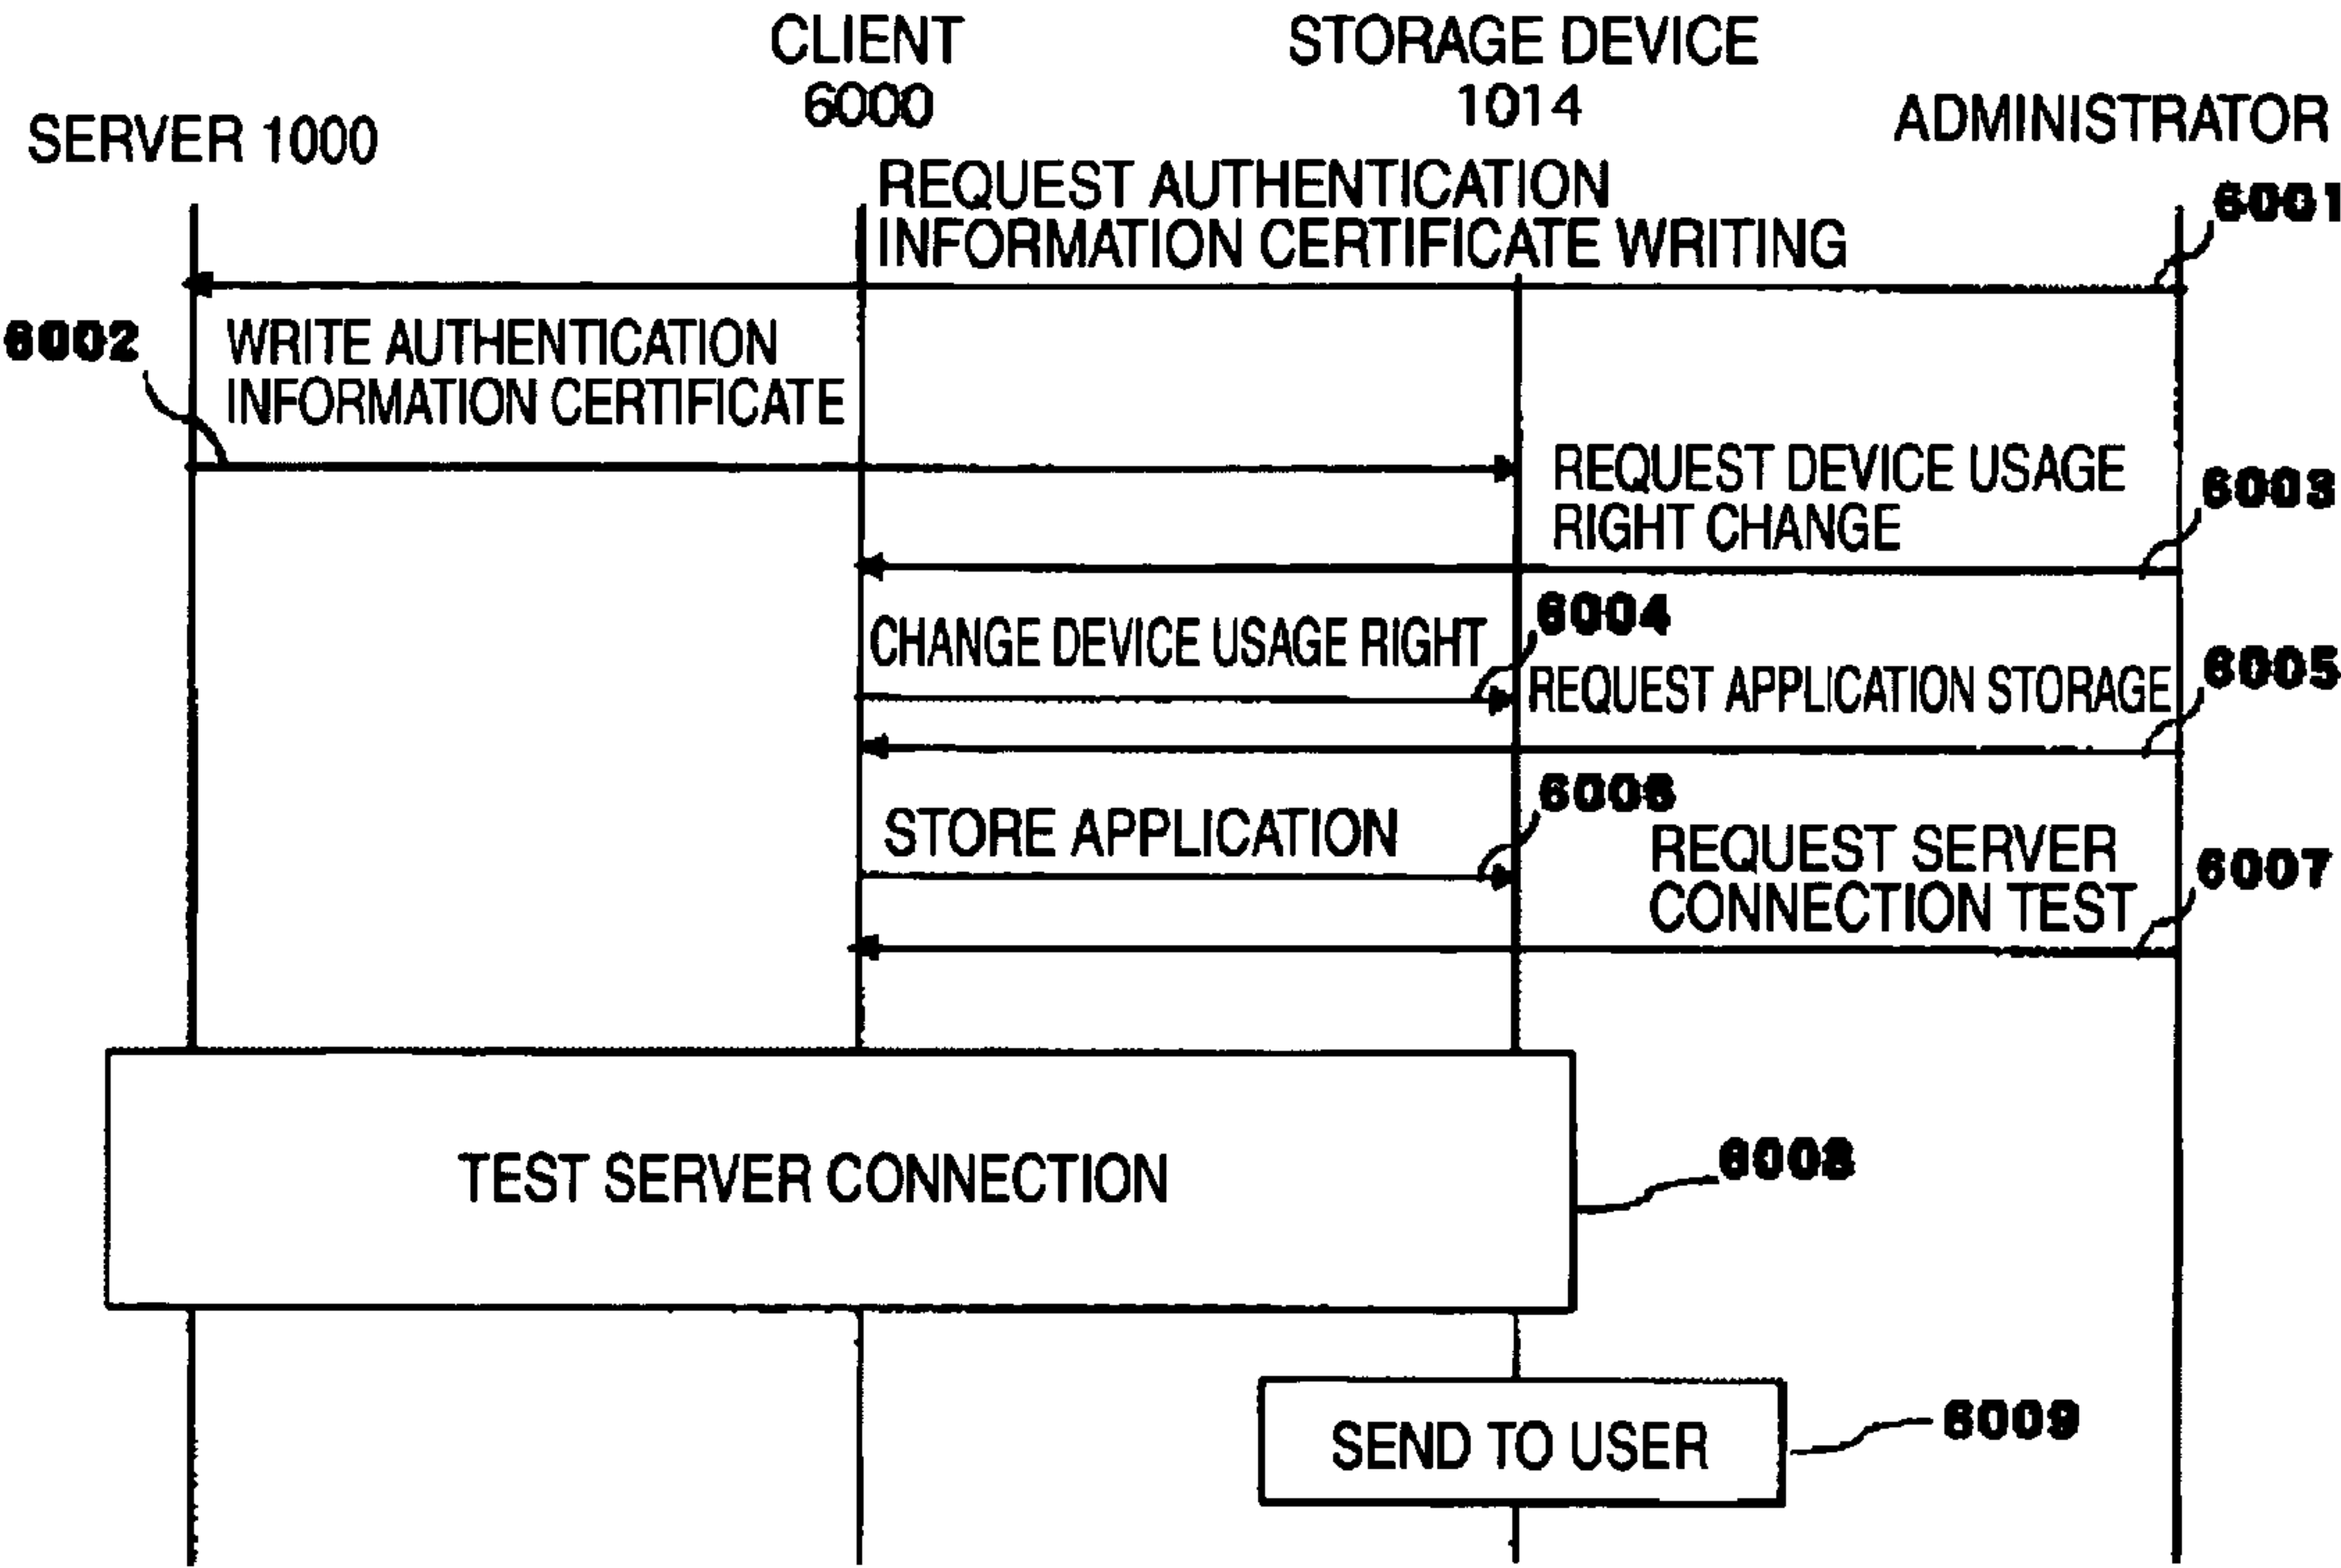 CLIENT
6000
STORAGE DEVICE
1014
SERVER 1000
ADMINISTRATOR
REQUEST AUTHENTICATION
INFORMATION CERTIFICATE WRITING
6001
6002
WRITE AUTHENTICATION
INFORMATION CERTIFICATE
REQUEST DEVICE USAGE
RIGHT CHANGE
6003
CHANGE DEVICE USAGE RIGHT
6004
REQUEST APPLICATION STORAGE
6005
STORE APPLICATION
6006
REQUEST SERVER
CONNECTION TEST
6007
TEST SERVER CONNECTION
6008
SEND TO USER
6009